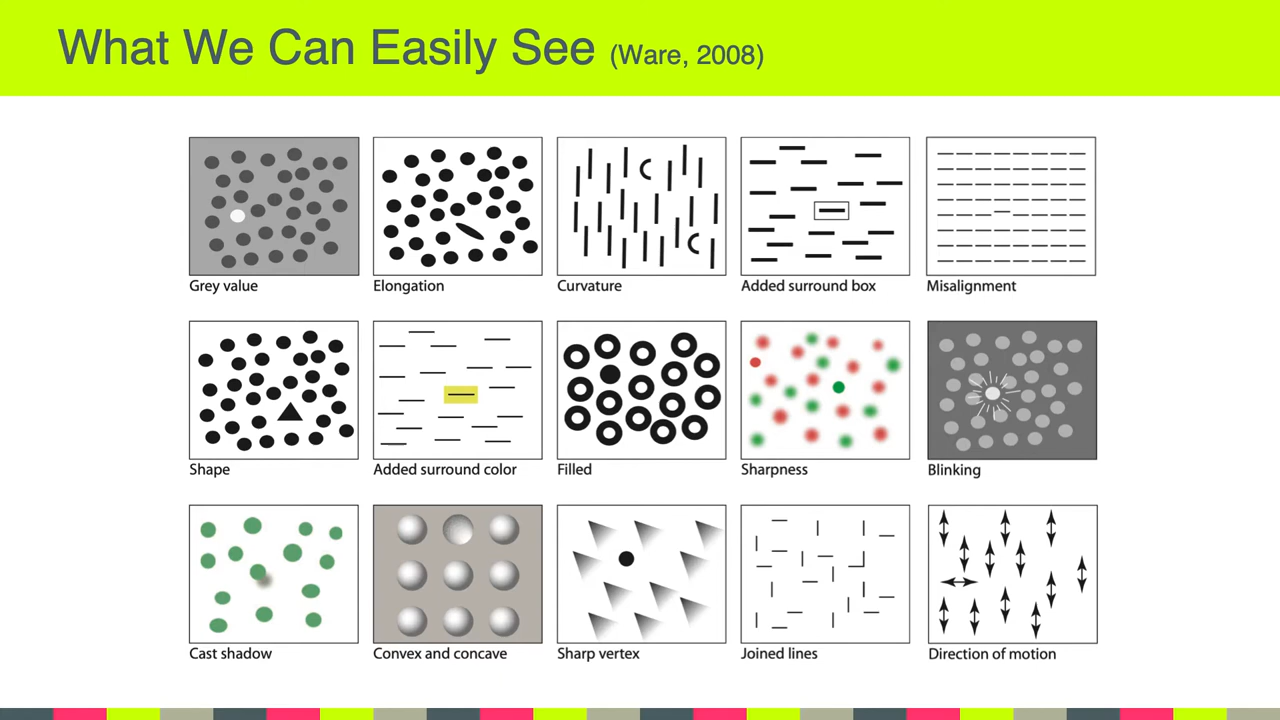 What We Can Easily See (Ware, 2008)
Grey value
Elongation
Curvature
Added surround box
Misalignment
Shape
Added surround color
Filled
Sharpness
Blinking
Cast shadow
Convex and concave
Sharp vertex
Joined lines
Direction of motion